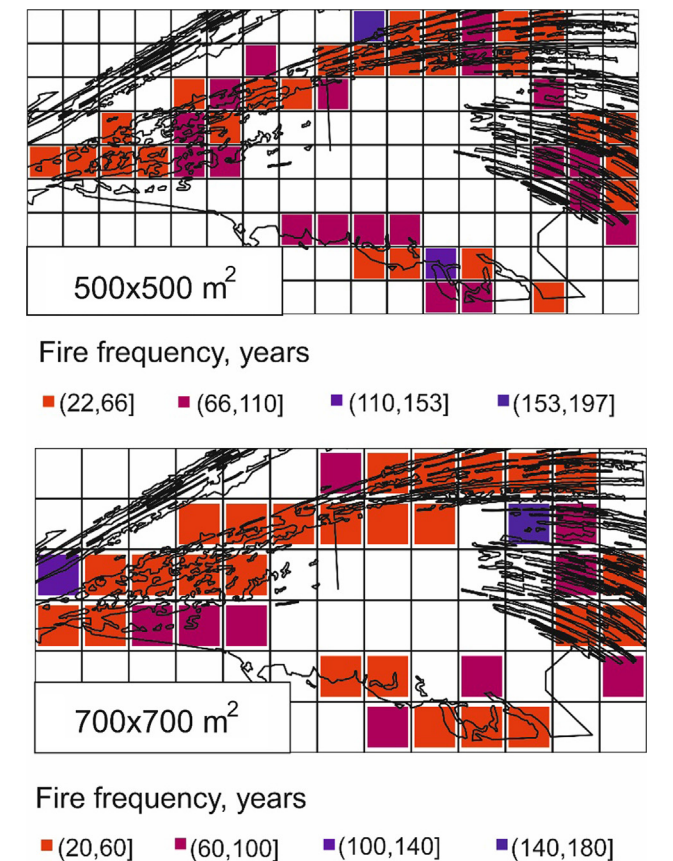 500x500 m²
Fire frequency, years
(22,66] (66,110] (110,153] (153,197]
700x700 m²
Fire frequency, years
(20,60] (60,100] (100,140] (140,180]